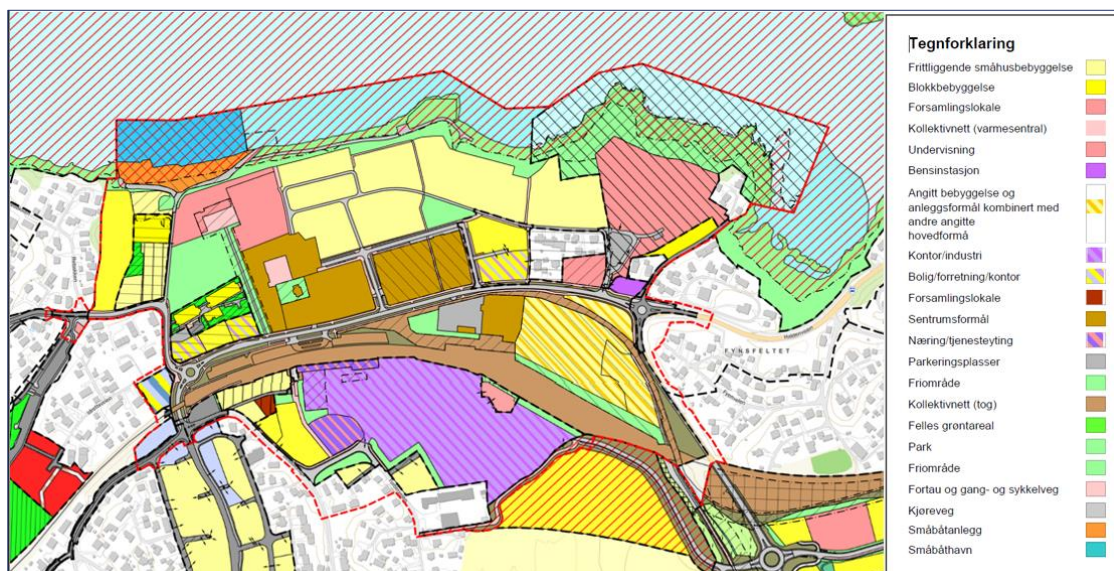 Tegnforklaring
Frittliggende småhusbebyggelse
Blokkbebyggelse
Forsamlingslokale
Kollektivnett (varmesentral)
Undervisning
Bensinstasjon
Angitt bebyggelse og
anleggsformål kombinert med
andre angitte
hovedformå
Kontor/industri
Bolig/forretning/kontor
Forsamlingslokale
Sentrumsformål
Næring/tjenesteyting
Parkeringsplasser
Friområde
Kollektivnett (tog)
Felles grøntareal
Park
Friområde
Fortau og gang- og sykkelveg
Kjøreveg
Småbåtanlegg
Småbåthavn
FYNSFELTET